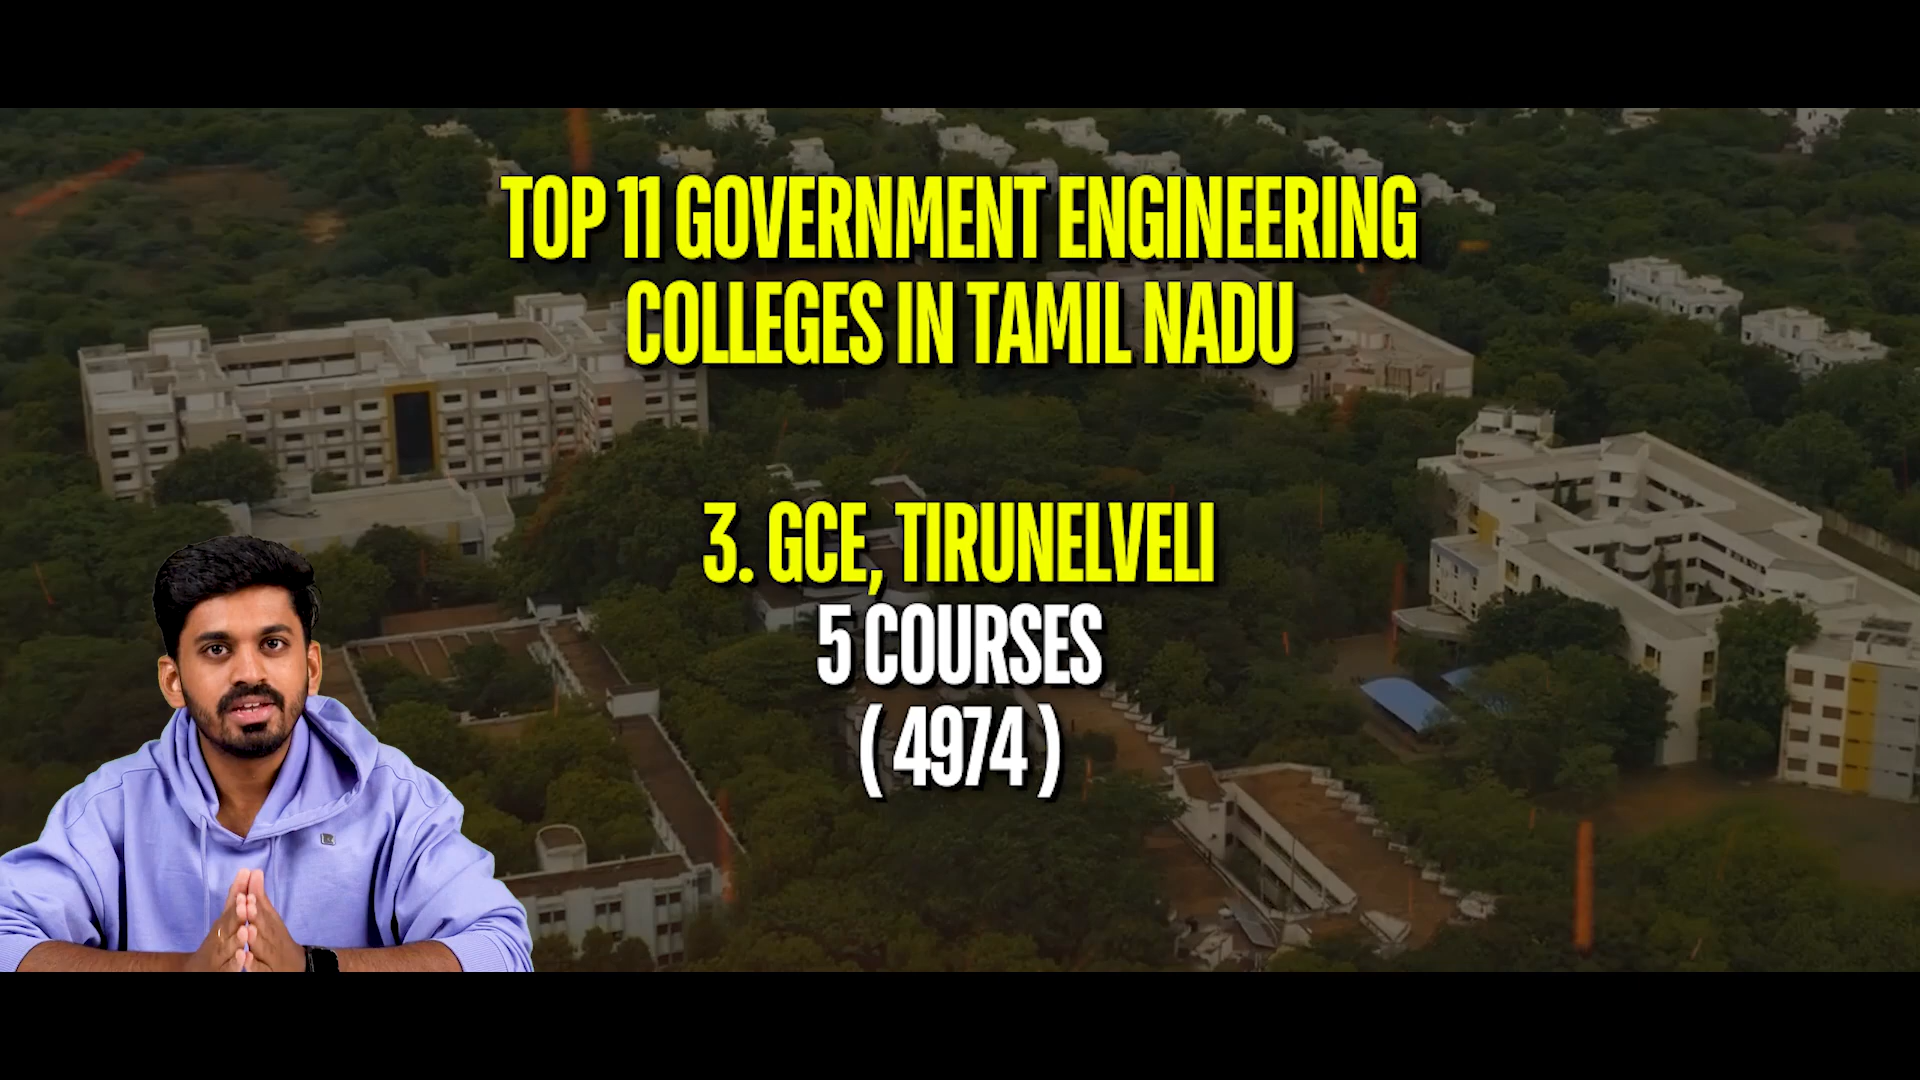 TOP 11 GOVERNMENT ENGINEERING
COLLEGES IN TAMIL NADU
3. GCE, TIRUNELVELI
5 COURSES
( 4974 )